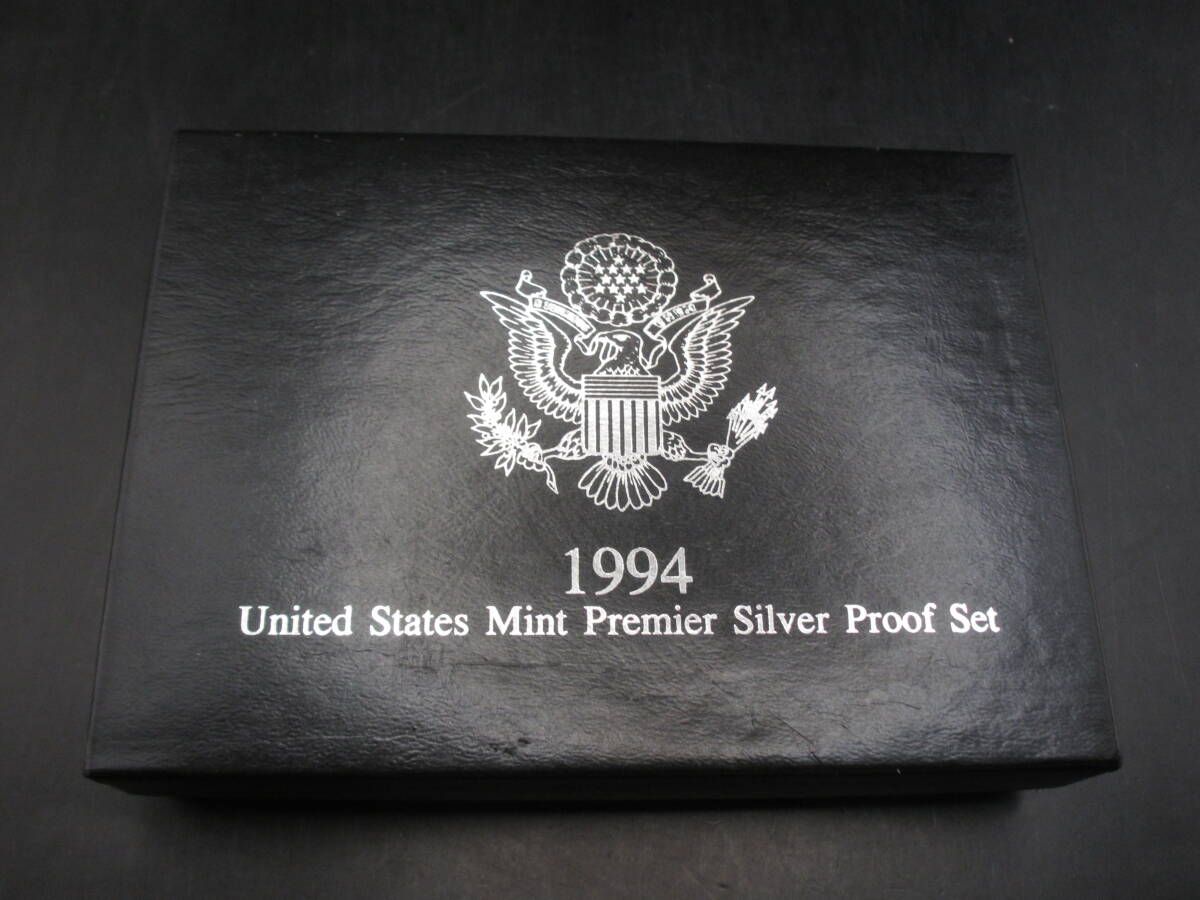 1994
United States Mint Premier Silver Proof Set